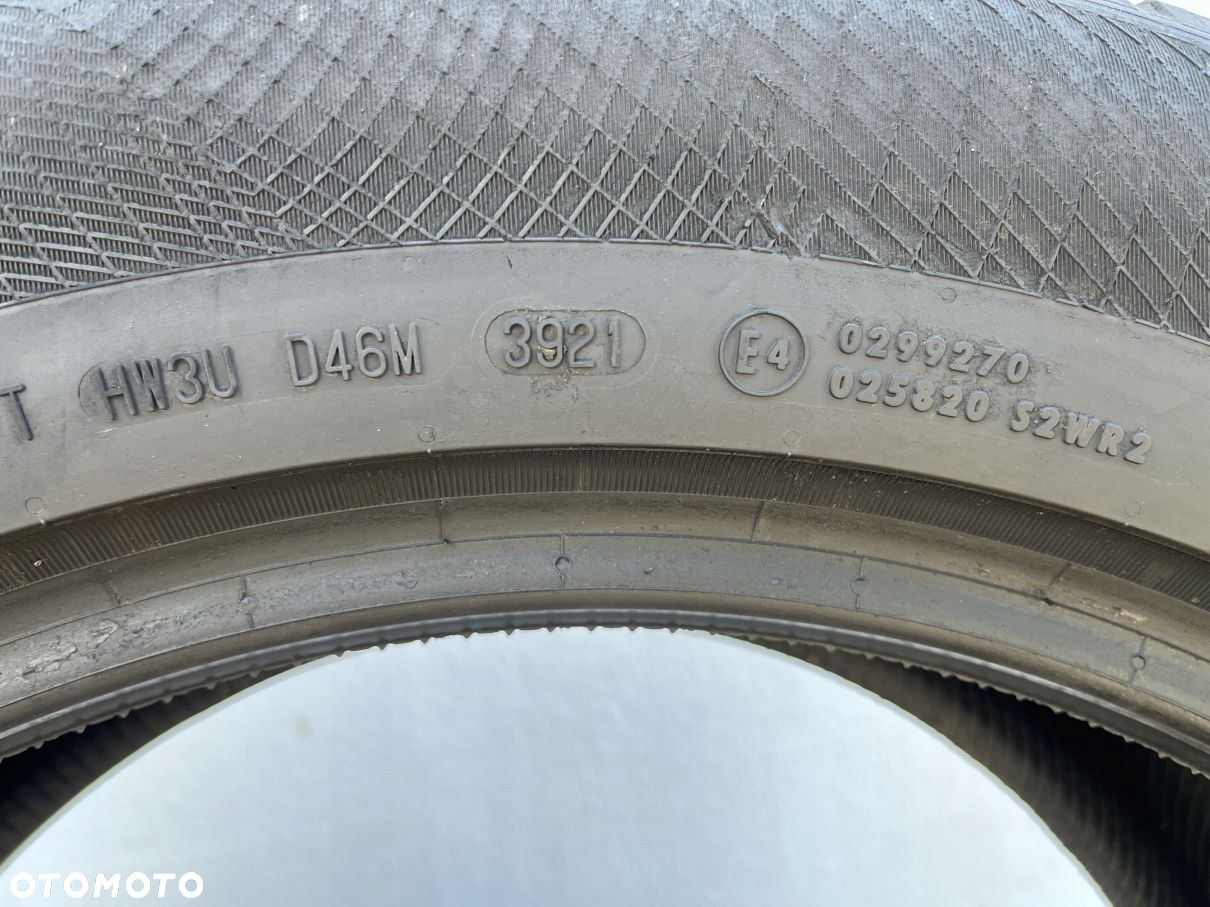 T HW3U D46M 3921 E4 0299270
025820 S2WR2
OTOMOTO